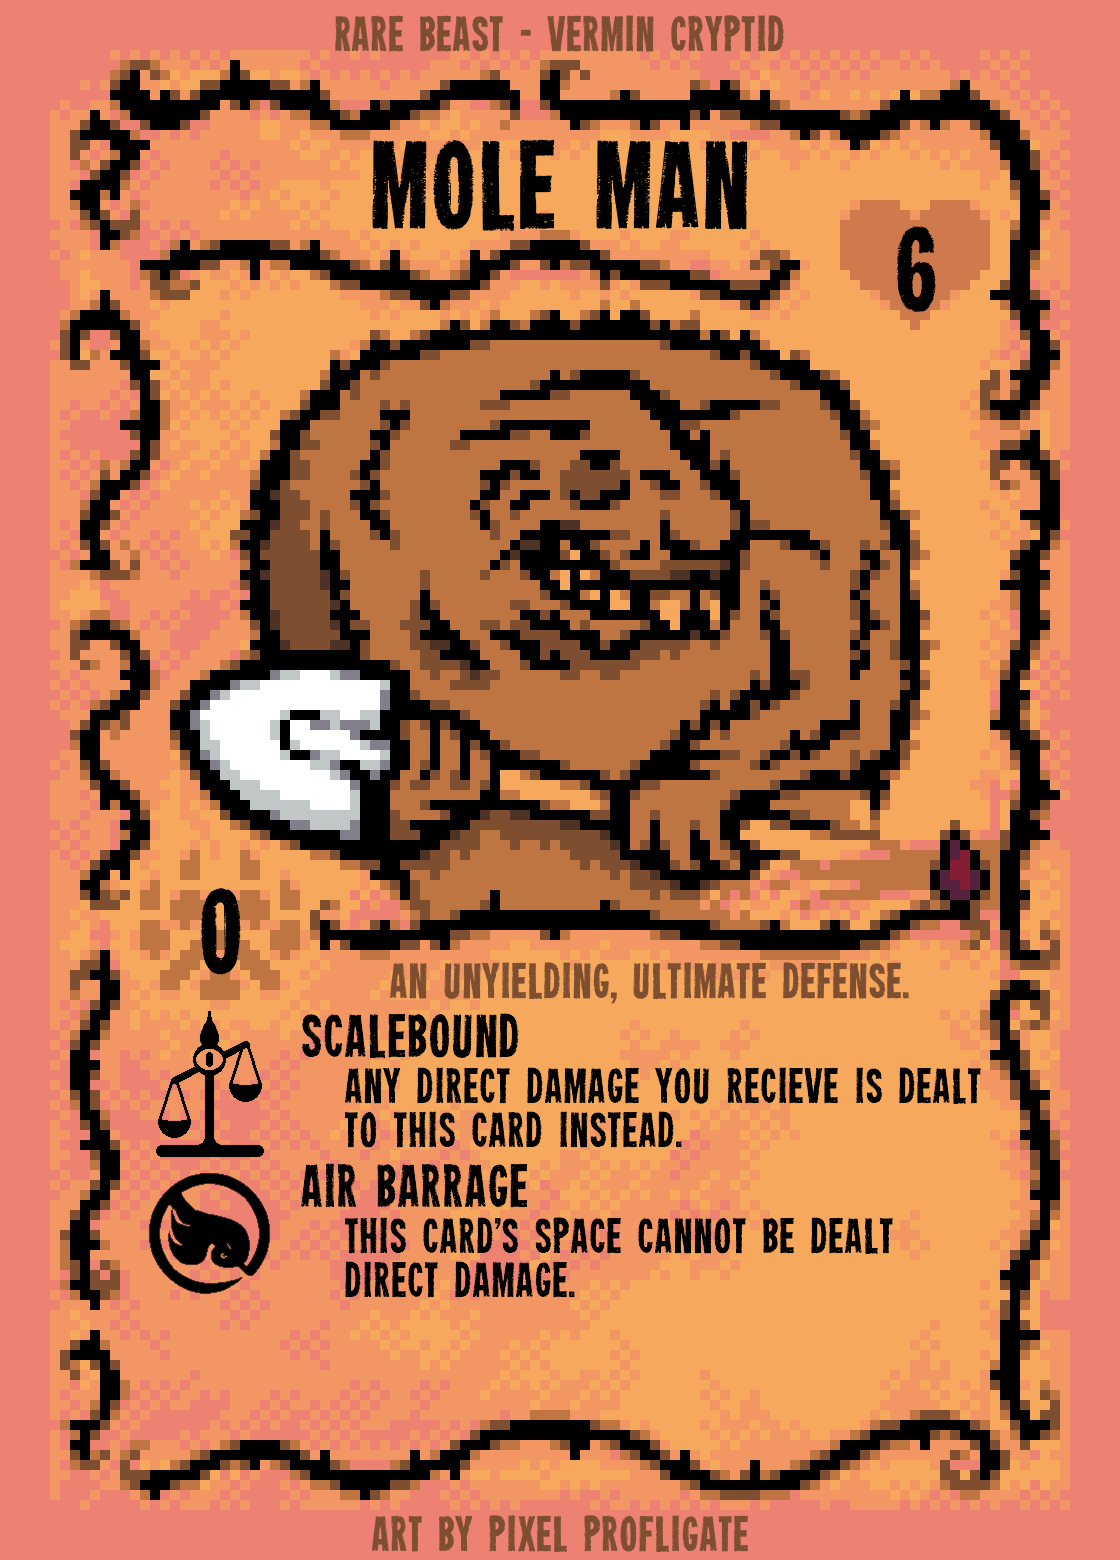 RARE BEAST - VERMIN CRYPTID
MOLE MAN
6
0
AN UNYIELDING, ULTIMATE DEFENSE.
SCALEBOUND
ANY DIRECT DAMAGE YOU RECIEVE IS DEALT
TO THIS CARD INSTEAD.
AIR BARRAGE
THIS CARD'S SPACE CANNOT BE DEALT
DIRECT DAMAGE.
ART BY PIXEL PROFLIGATE